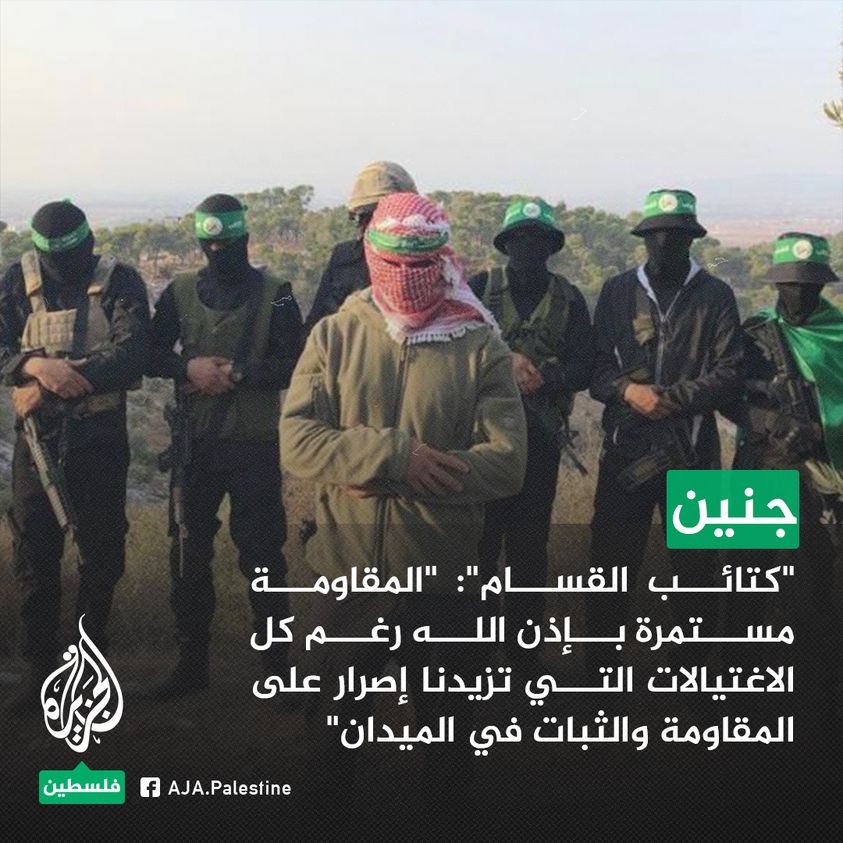 جنين
"كتائب القسام": "المقاومة
مستمرة بإذن الله رغم كل
الاغتيالات التي تزيدنا إصرار على
المقاومة والثبات في الميدان"
الجزيرة
فلسطين
AJA.Palestine